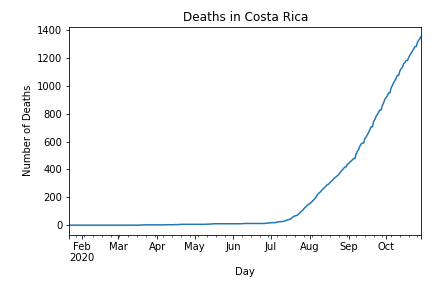 Deaths in Costa Rica
1400
1200
1000
800
600
400
200
0
Number of Deaths
Feb Mar Apr May Jun Jul Aug Sep Oct
2020
Day